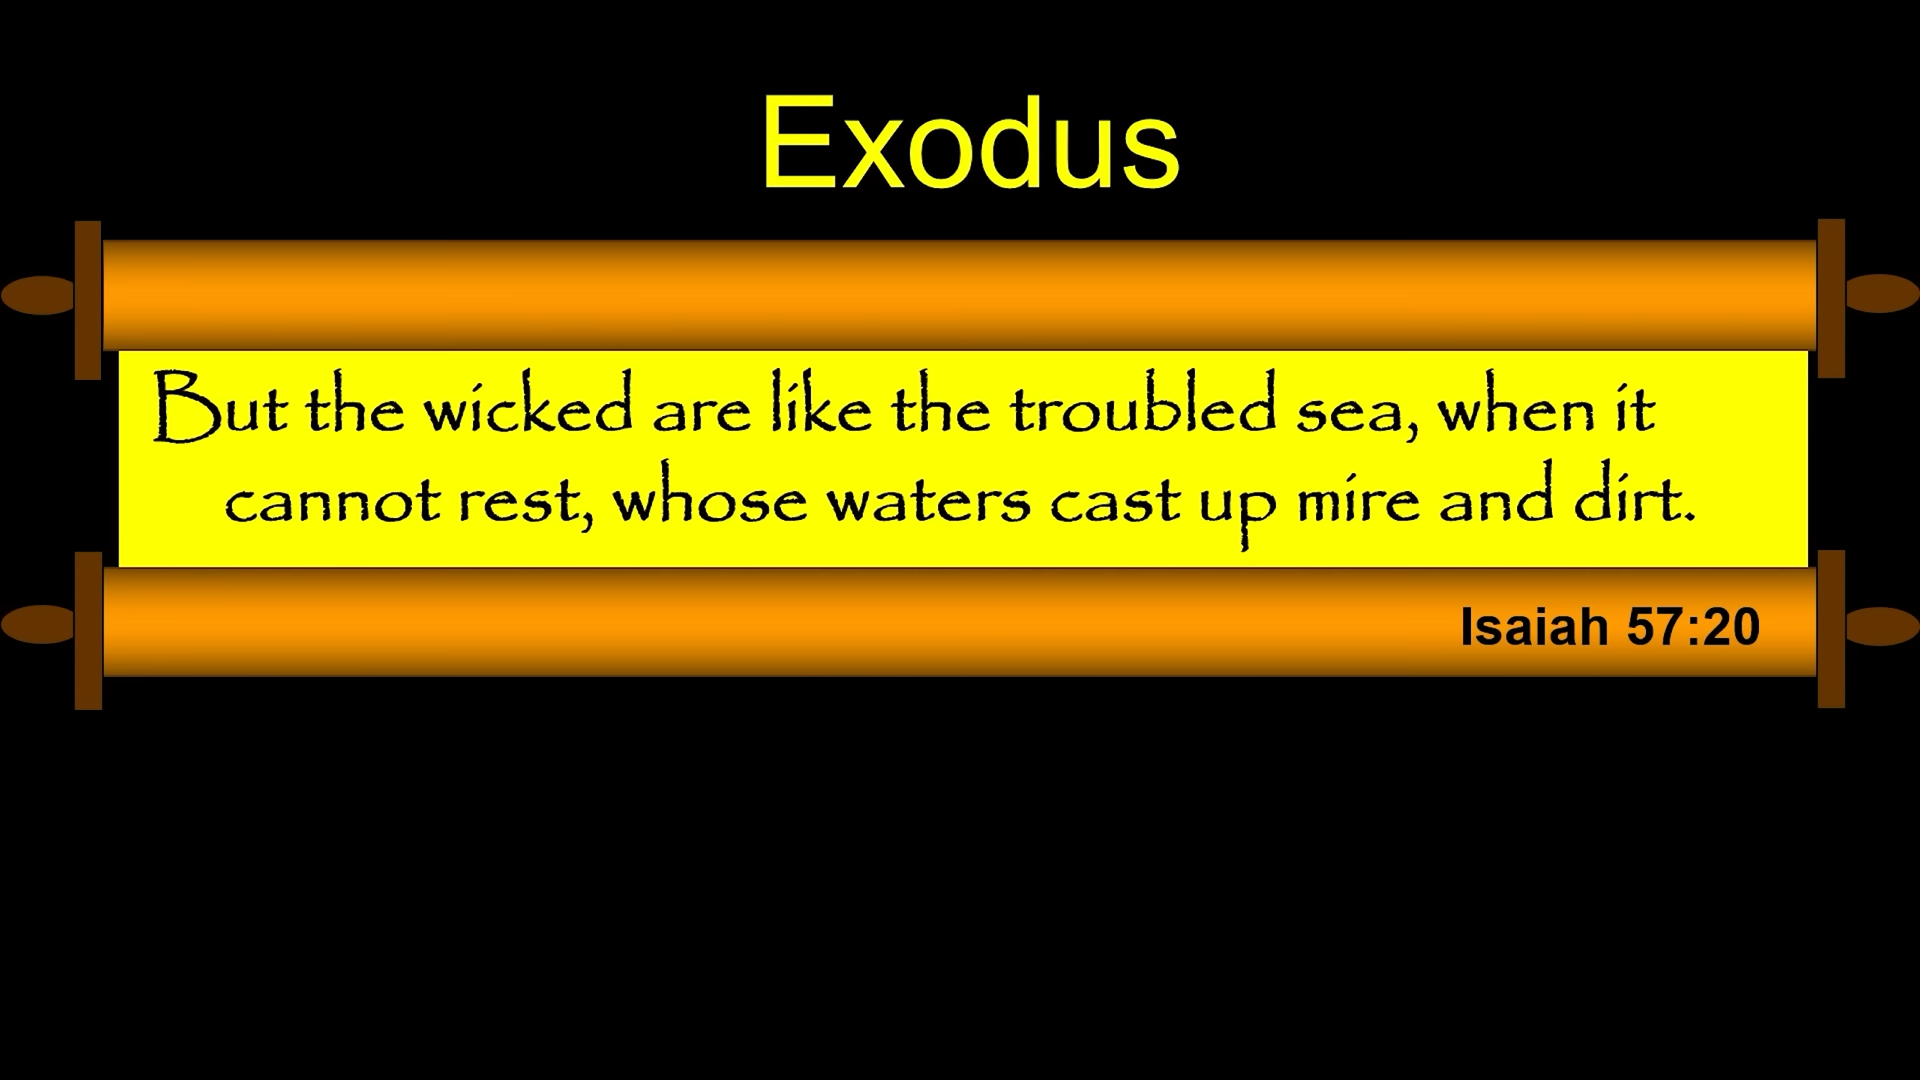 Exodus
But the wicked are like the troubled sea, when it
cannot rest, whose waters cast up mire and dirt.
Isaiah 57:20